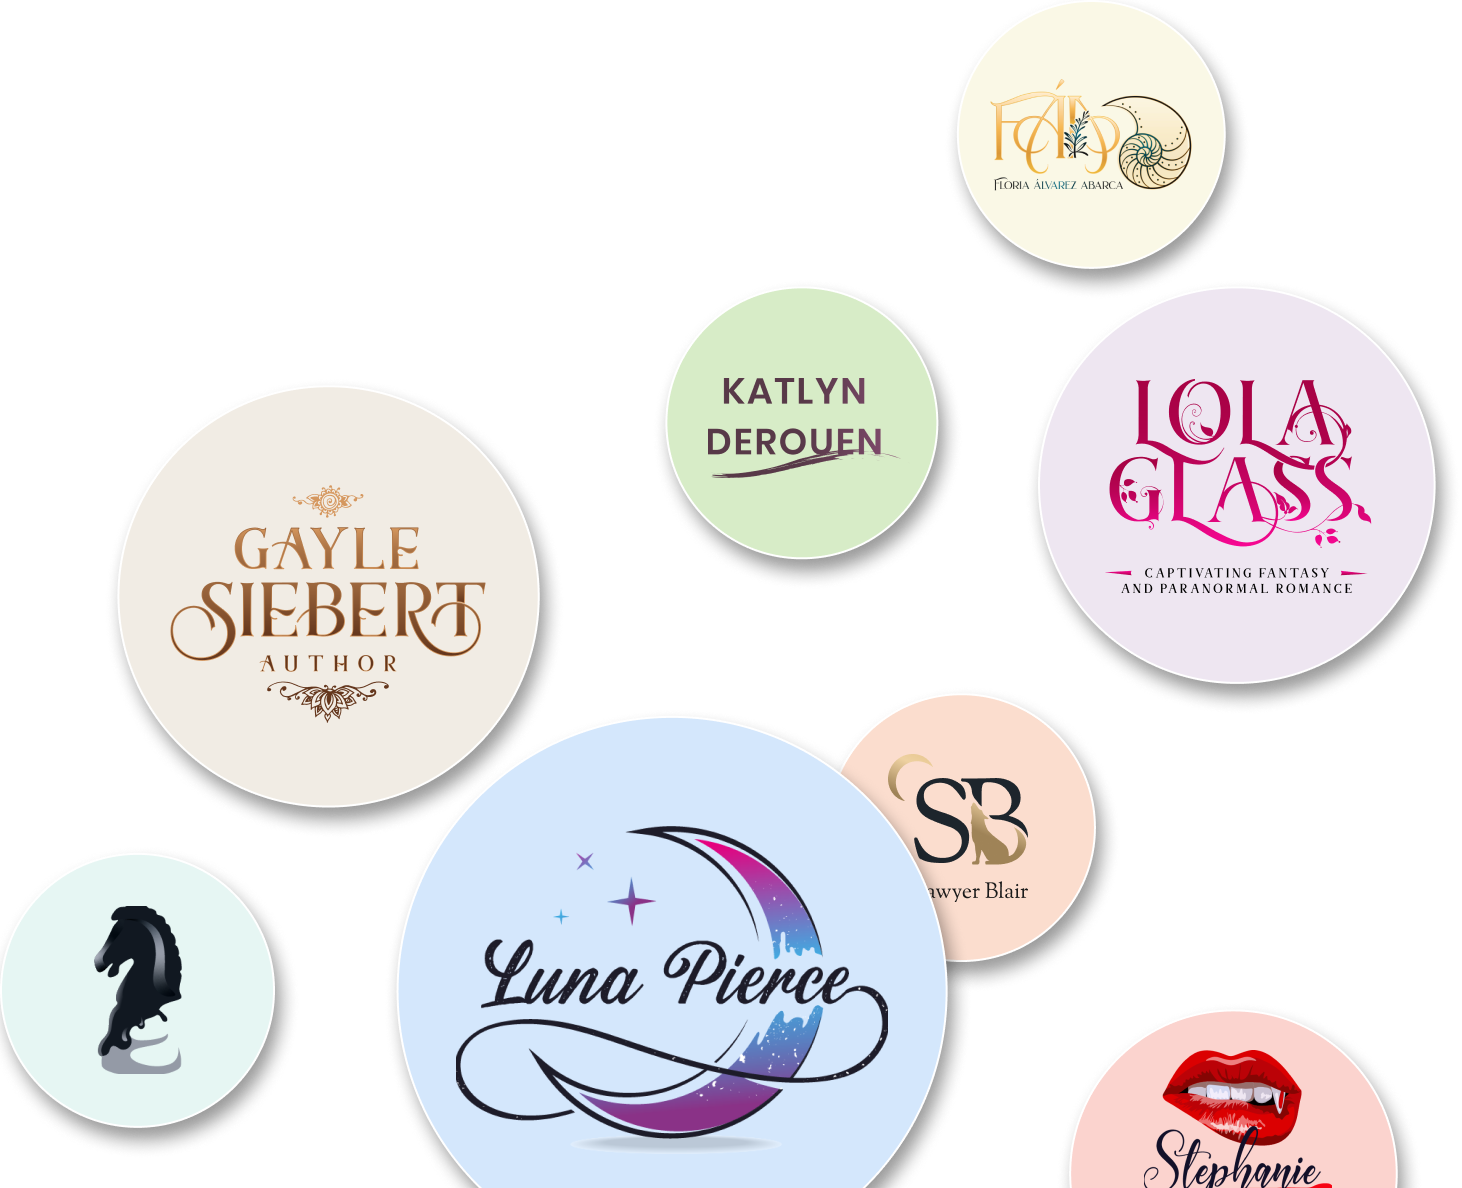 FÁA
FLORIA ÁLVAREZ ABARCA
KATLYN
DEROUEN
LOLA
GLASS
CAPTIVATING FANTASY
AND PARANORMAL ROMANCE
GAYLE
SIEBERT
AUTHOR
SB
awyer Blair
Luna Pierce
Stephanie